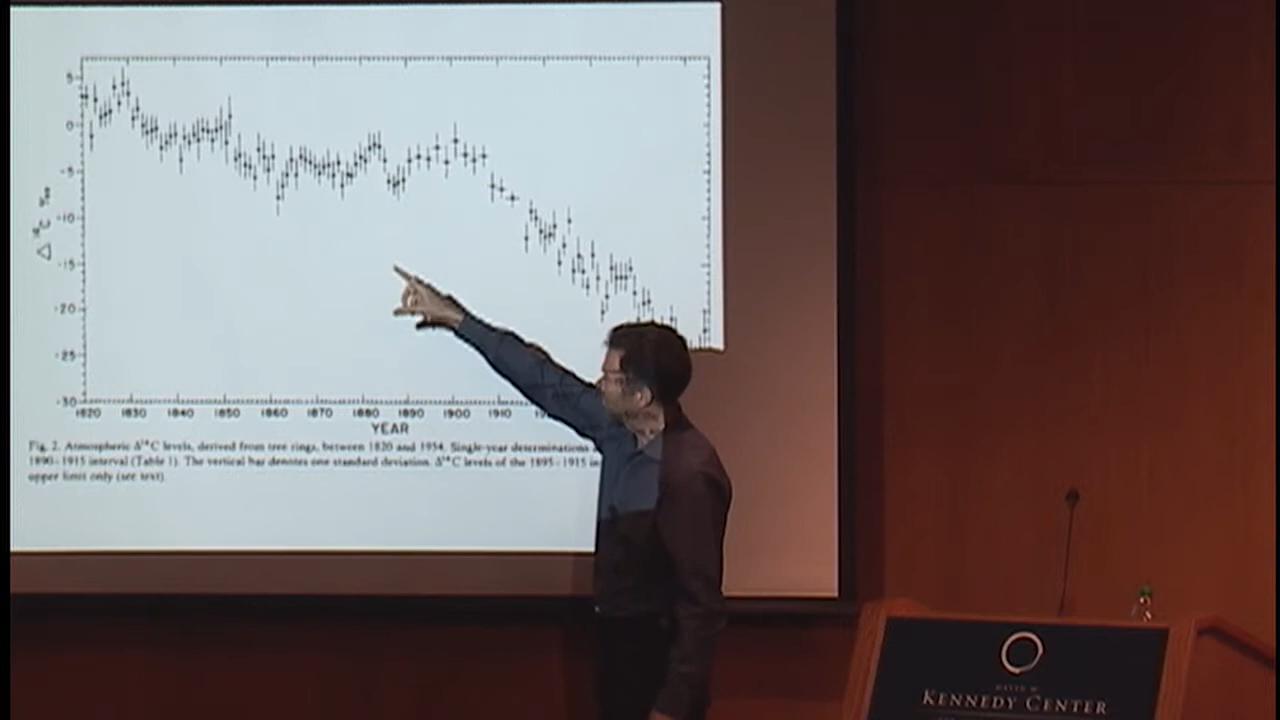 5
0
-5
-10
-15
-20
-25
-30
Δ ¹⁴C ‰
1820 1830 1840 1850 1860 1870 1880 1890 1900 1910
YEAR
Fig. 2. Atmospheric Δ¹⁴C levels, derived from tree rings, between 1820 and 1954. Single-year determinations
1890-1915 interval (Table 1). The vertical bar denotes one standard deviation. Δ¹⁴C levels of the 1895-1915 in
upper limit only (see text).
DAVID M.
KENNEDY CENTER